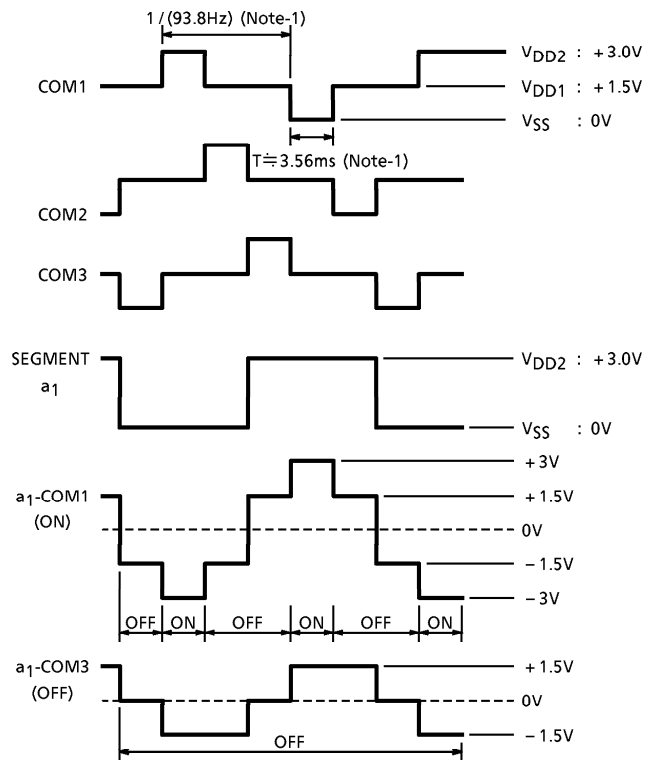 1/(93.8Hz) (Note-1)
COM1
VDD2 : +3.0V
VDD1 : +1.5V
VSS : 0V
T≒3.56ms (Note-1)
COM2
COM3
SEGMENT
a1
VDD2 : +3.0V
VSS : 0V
a1-COM1
(ON)
+3V
+1.5V
0V
−1.5V
−3V
OFF ON OFF ON OFF ON
a1-COM3
(OFF)
+1.5V
0V
−1.5V
OFF